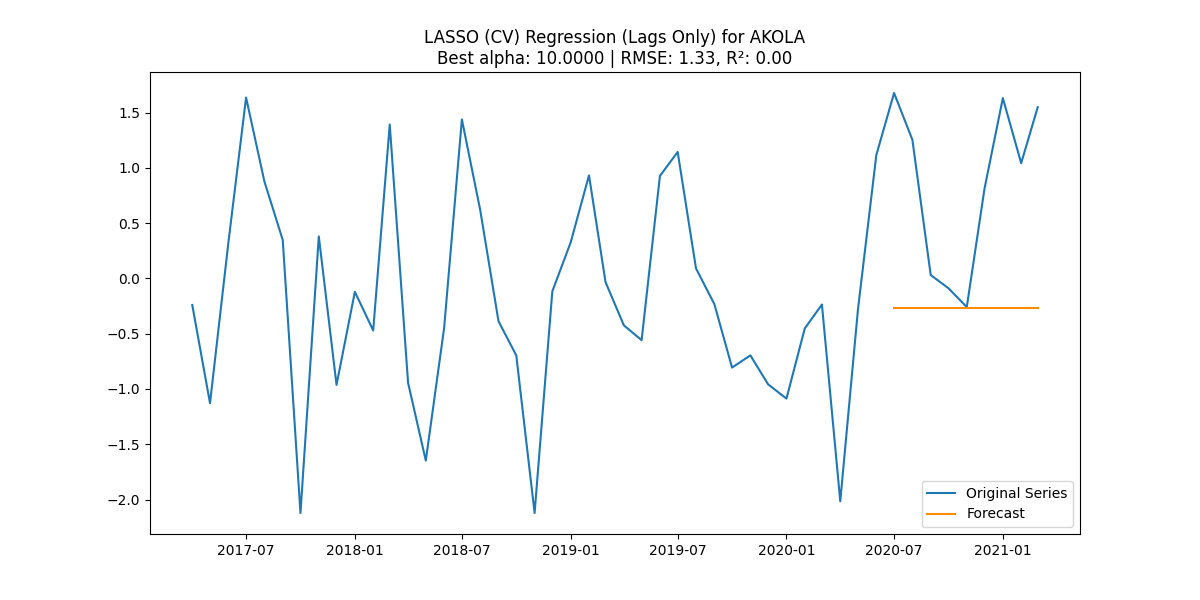 LASSO (CV) Regression (Lags Only) for AKOLA
Best alpha: 10.0000 | RMSE: 1.33, R²: 0.00
1.5
1.0
0.5
0.0
−0.5
−1.0
−1.5
−2.0
Original Series
Forecast
2017-07 2018-01 2018-07 2019-01 2019-07 2020-01 2020-07 2021-01